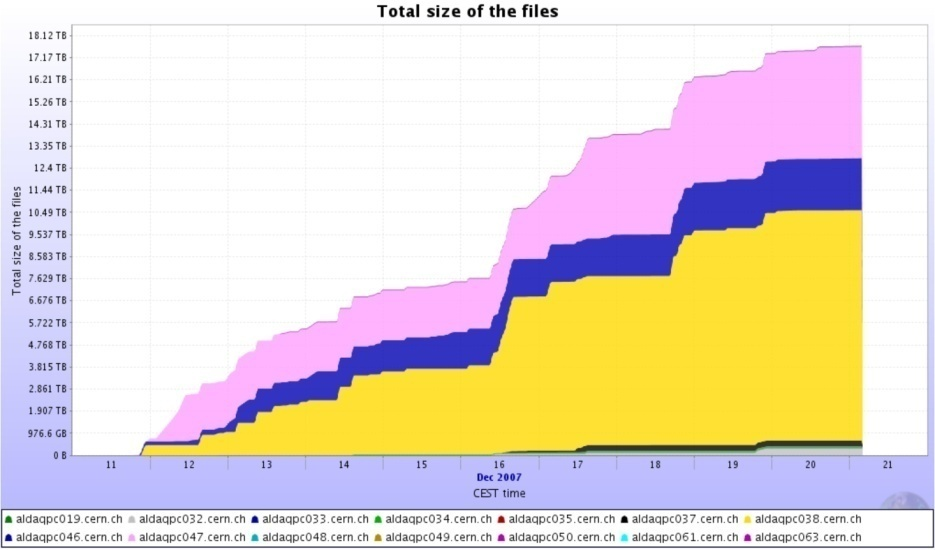 Total size of the files
18.12 TB
17.17 TB
16.21 TB
15.26 TB
14.31 TB
13.35 TB
12.4 TB
11.44 TB
10.49 TB
9.537 TB
8.583 TB
7.629 TB
6.676 TB
5.722 TB
4.768 TB
3.815 TB
2.861 TB
1.907 TB
976.6 GB
0 B
Total size of the files
11 12 13 14 15 16 17 18 19 20 21
Dec 2007
CEST time
aldaqpc019.cern.ch aldaqpc032.cern.ch aldaqpc033.cern.ch aldaqpc034.cern.ch aldaqpc035.cern.ch aldaqpc037.cern.ch aldaqpc038.cern.ch
aldaqpc046.cern.ch aldaqpc047.cern.ch aldaqpc048.cern.ch aldaqpc049.cern.ch aldaqpc050.cern.ch aldaqpc061.cern.ch aldaqpc063.cern.ch